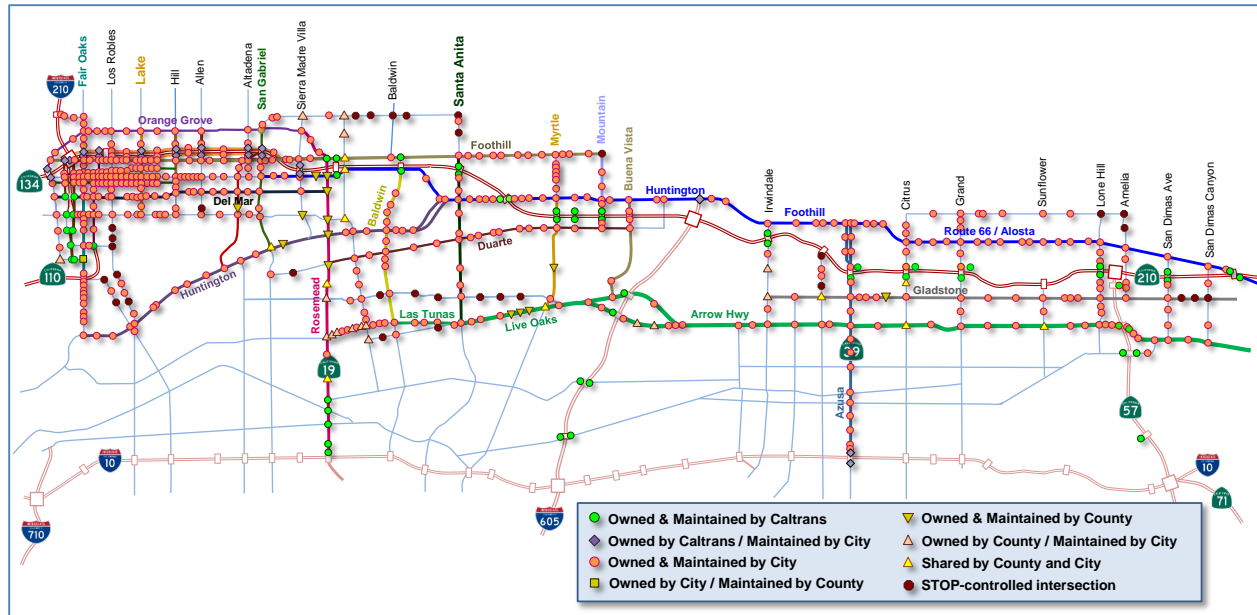 Fair Oaks
Los Robles
Lake
Hill
Allen
Altadena
San Gabriel
Sierra Madre Villa
Baldwin
Santa Anita
210
Orange Grove
Foothill
Myrtle
Mountain
Buena Vista
134
Del Mar
Baldwin
Huntington
Irwindale
Foothill
Citrus
Grand
Sunflower
Lone Hill
Amelia
San Dimas Ave
San Dimas Canyon
Route 66 / Alosta
Duarte
110
Huntington
Rosemead
Gladstone
210
Las Tunas
Live Oaks
Arrow Hwy
19
39
Azusa
57
10
10
710
605
71
Owned & Maintained by Caltrans
Owned by Caltrans / Maintained by City
Owned & Maintained by City
Owned by City / Maintained by County
Owned & Maintained by County
Owned by County / Maintained by City
Shared by County and City
STOP-controlled intersection